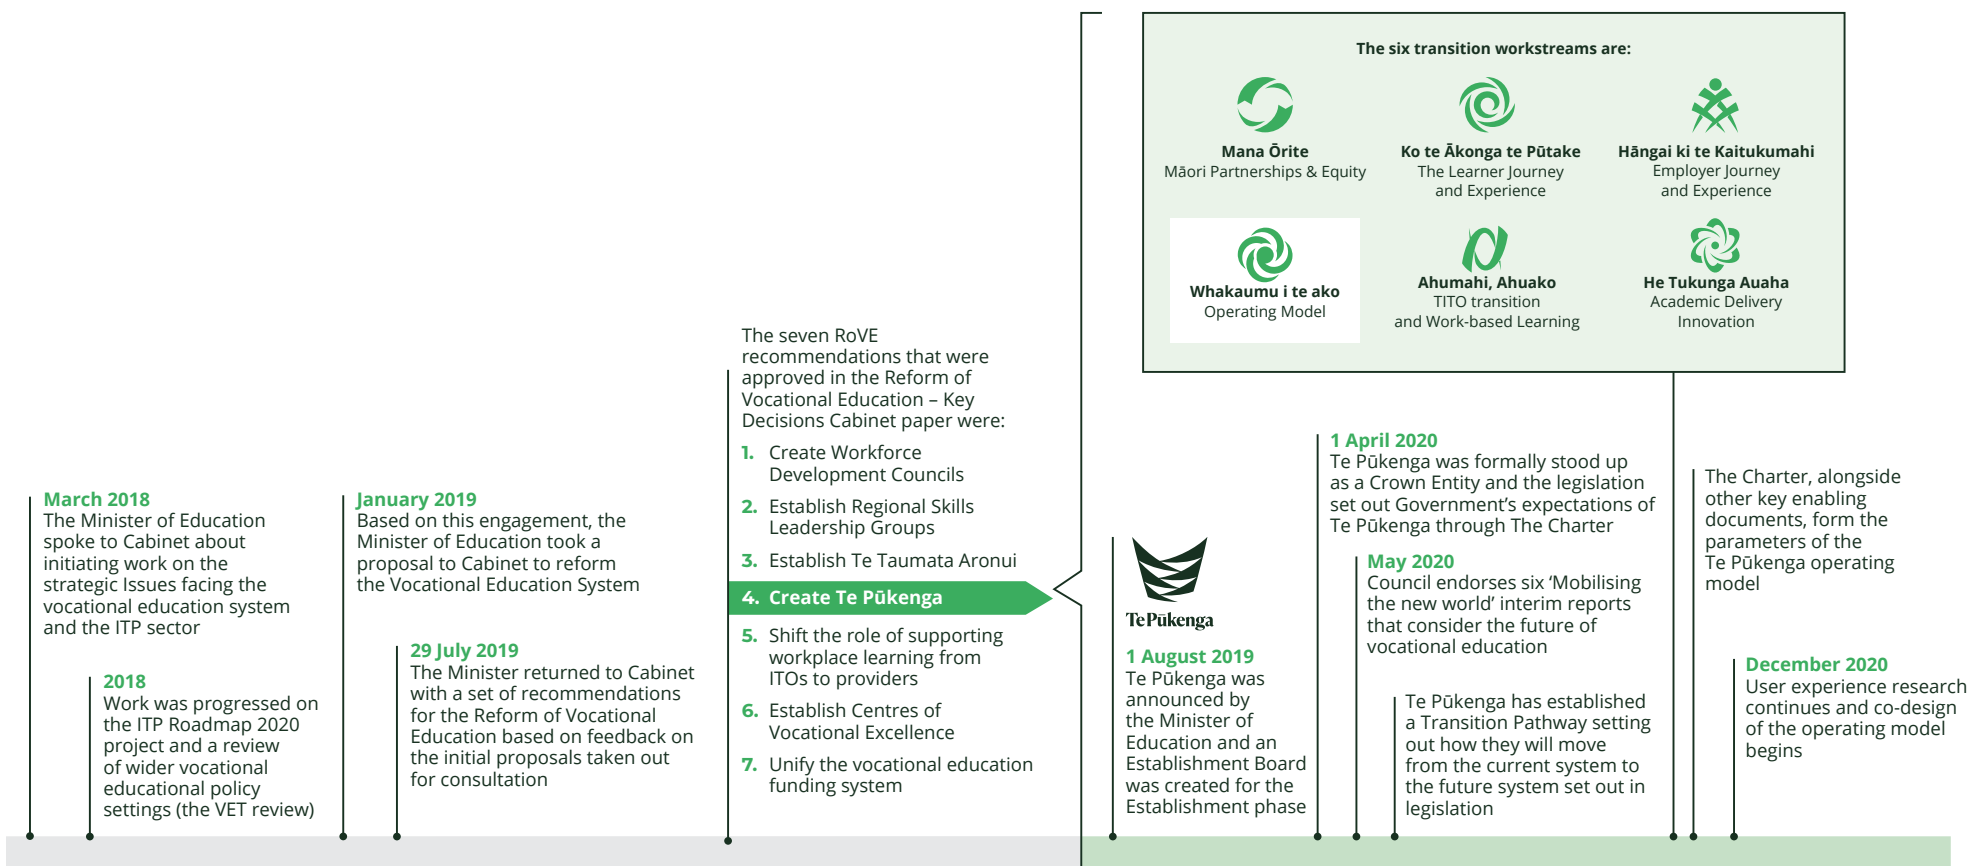 The six transition workstreams are:
Mana Ōrite
Māori Partnerships & Equity
Ko te Ākonga te Pūtake
The Learner Journey
and Experience
Hāngai ki te Kaitukumahi
Employer Journey
and Experience
Whakaumu i te ako
Operating Model
Ahumahi, Ahuako
TITO transition
and Work-based Learning
He Tukunga Auaha
Academic Delivery
Innovation
March 2018
The Minister of Education
spoke to Cabinet about
initiating work on the
strategic Issues facing the
vocational education system
and the ITP sector
2018
Work was progressed on
the ITP Roadmap 2020
project and a review
of wider vocational
educational policy
settings (the VET review)
January 2019
Based on this engagement, the
Minister of Education took a
proposal to Cabinet to reform
the Vocational Education System
29 July 2019
The Minister returned to Cabinet
with a set of recommendations
for the Reform of Vocational
Education based on feedback on
the initial proposals taken out
for consultation
The seven RoVE
recommendations that were
approved in the Reform of
Vocational Education – Key
Decisions Cabinet paper were:
1. Create Workforce
Development Councils
2. Establish Regional Skills
Leadership Groups
3. Establish Te Taumata Aronui
4. Create Te Pūkenga
5. Shift the role of supporting
workplace learning from
ITOs to providers
6. Establish Centres of
Vocational Excellence
7. Unify the vocational education
funding system
Te Pūkenga
1 August 2019
Te Pūkenga was
announced by
the Minister of
Education and an
Establishment Board
was created for the
Establishment phase
1 April 2020
Te Pūkenga was formally stood up
as a Crown Entity and the legislation
set out Government’s expectations of
Te Pūkenga through The Charter
May 2020
Council endorses six ‘Mobilising
the new world’ interim reports
that consider the future of
vocational education
Te Pūkenga has established
a Transition Pathway setting
out how they will move
from the current system to
the future system set out in
legislation
The Charter, alongside
other key enabling
documents, form the
parameters of the
Te Pūkenga operating
model
December 2020
User experience research
continues and co-design
of the operating model
begins